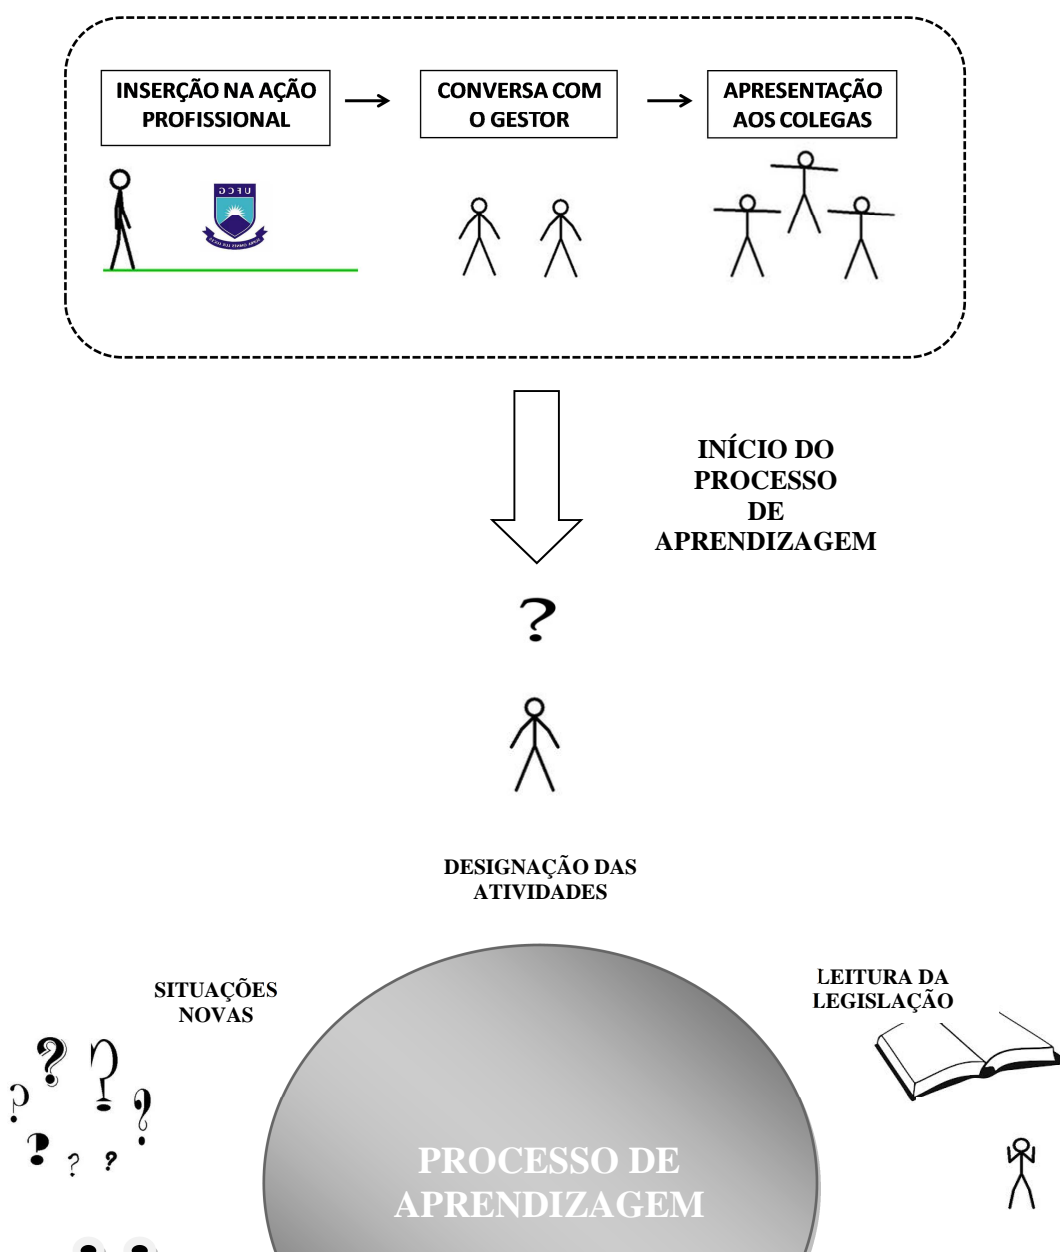 INSERÇÃO NA AÇÃO
PROFISSIONAL
CONVERSA COM
O GESTOR
APRESENTAÇÃO
AOS COLEGAS
UFCG
INÍCIO DO
PROCESSO
DE
APRENDIZAGEM
?
DESIGNAÇÃO DAS
ATIVIDADES
SITUAÇÕES
NOVAS
LEITURA DA
LEGISLAÇÃO
PROCESSO DE
APRENDIZAGEM